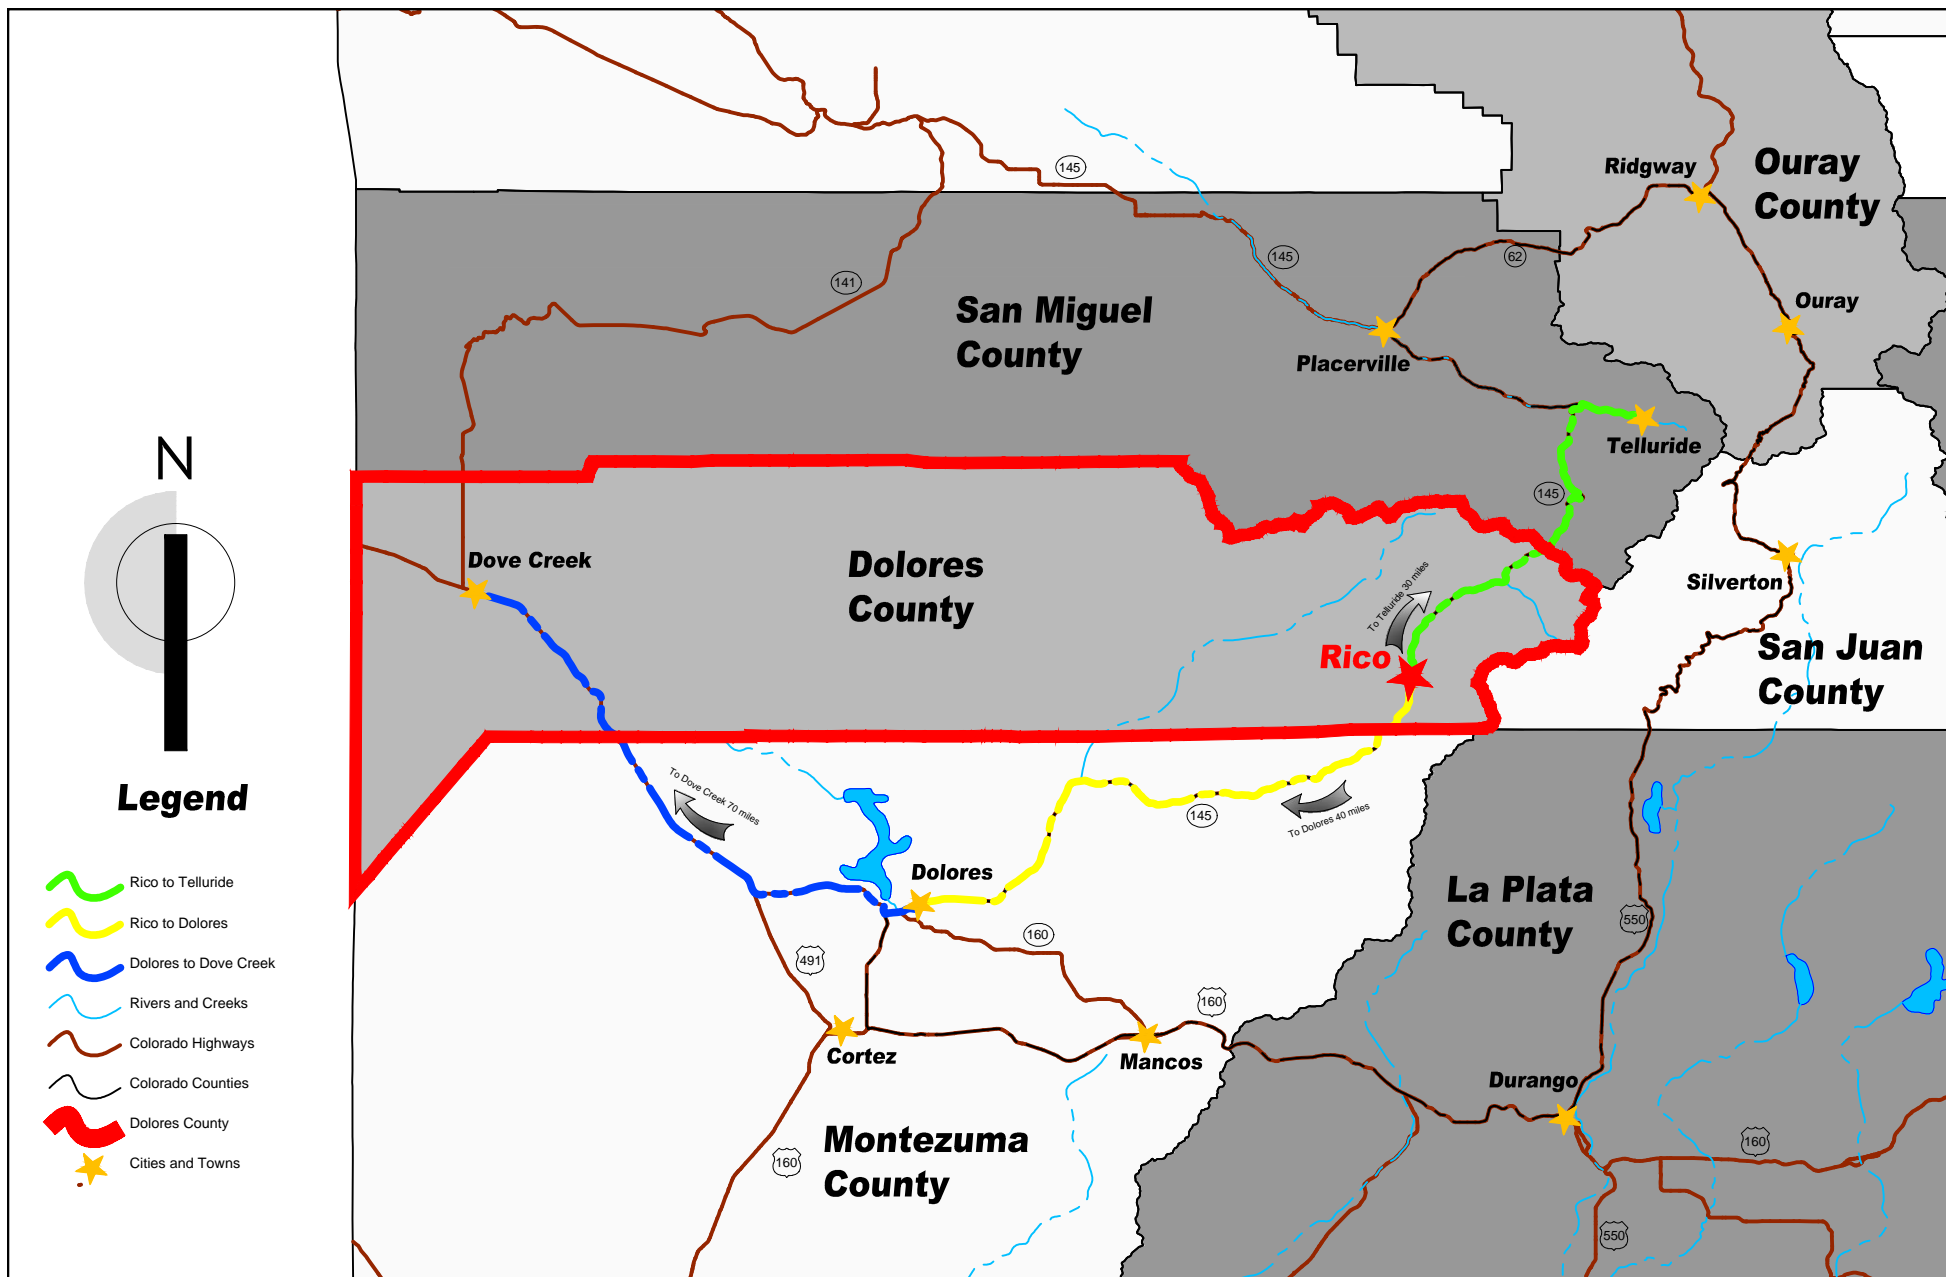 145
Ridgway
Ouray
County
145
62
141
San Miguel
County
Ouray
Placerville
Telluride
N
145
Dove Creek
Dolores
County
To Telluride 30 miles
Silverton
Rico
San Juan
County
To Dove Creek 70 miles
145
To Dolores 40 miles
Legend
Dolores
La Plata
County
Rico to Telluride
Rico to Dolores
Dolores to Dove Creek
Rivers and Creeks
Colorado Highways
Colorado Counties
Dolores County
Cities and Towns
550
160
491
160
Cortez
Mancos
Durango
Montezuma
County
160
160
550